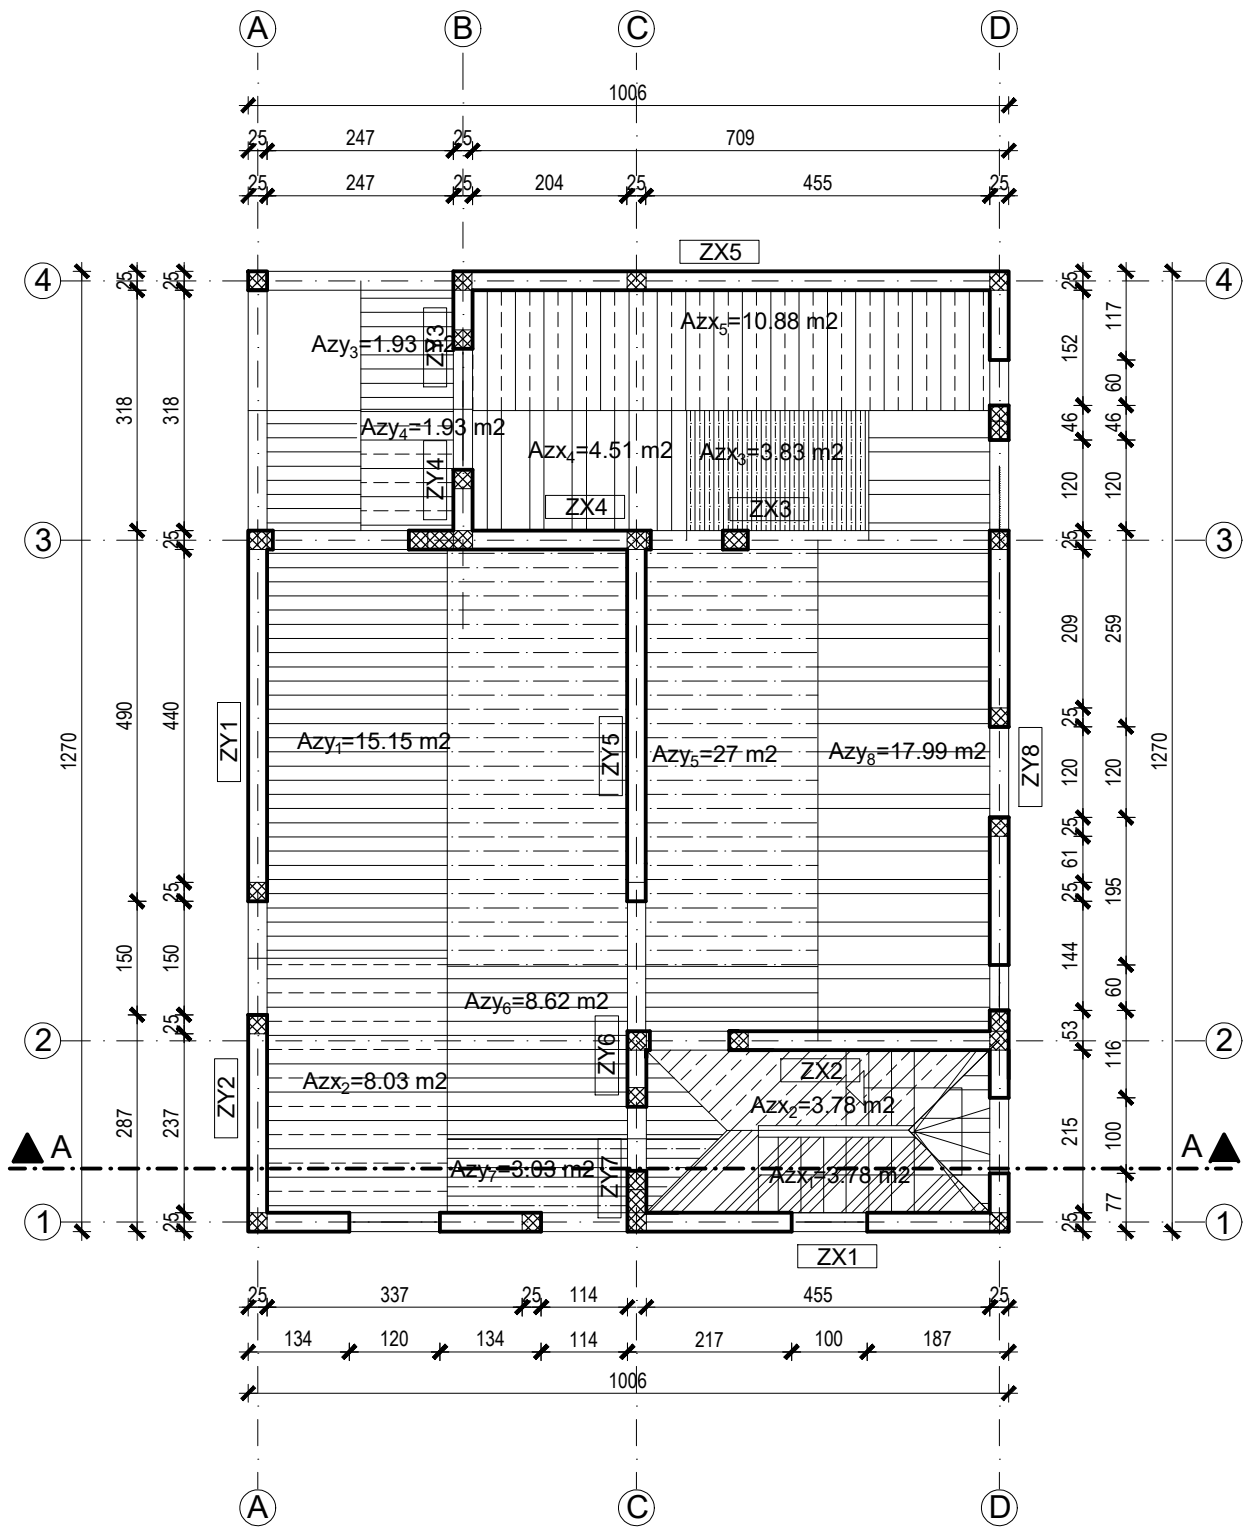 A B C D
1006
25 247 25 709
25 247 25 204 25 455 25
ZX5
4 4
25 25 25
Azx5=10.88 m2
117
Azy3=1.93 m2
ZY3
152
60
318 318
46 46
Azy4=1.93 m2
Azx4=4.51 m2
Azx3=3.83 m2
ZY4
120 120
ZX4
ZX3
3 3
25 25
209 259
25
490 440
ZY1
Azy1=15.15 m2
ZY5
Azy5=27 m2
Azy8=17.99 m2
ZY8
1270
120 120
1270
25
61
195
25 25
150 150
144
60
Azy6=8.62 m2
25
53
2 2
ZY6
ZX2
116
ZY2
Azx2=8.03 m2
Azx2=3.78 m2
287 237
215
100
A A
Azy7=3.03 m2
ZY7
Azx1=3.78 m2
77
1 1
25 25
ZX1
25 337 25 114 455 25
134 120 134 114 217 100 187
1006
A C D